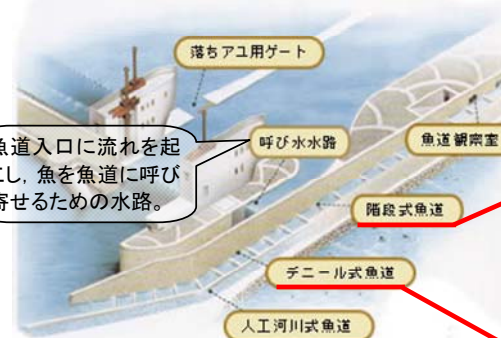 落ちアユ用ゲート
魚道入口に流れを起
こし,魚を魚道に呼び
寄せるための水路。
呼び水水路
魚道観察室
階段式魚道
デニール式魚道
人工河川式魚道